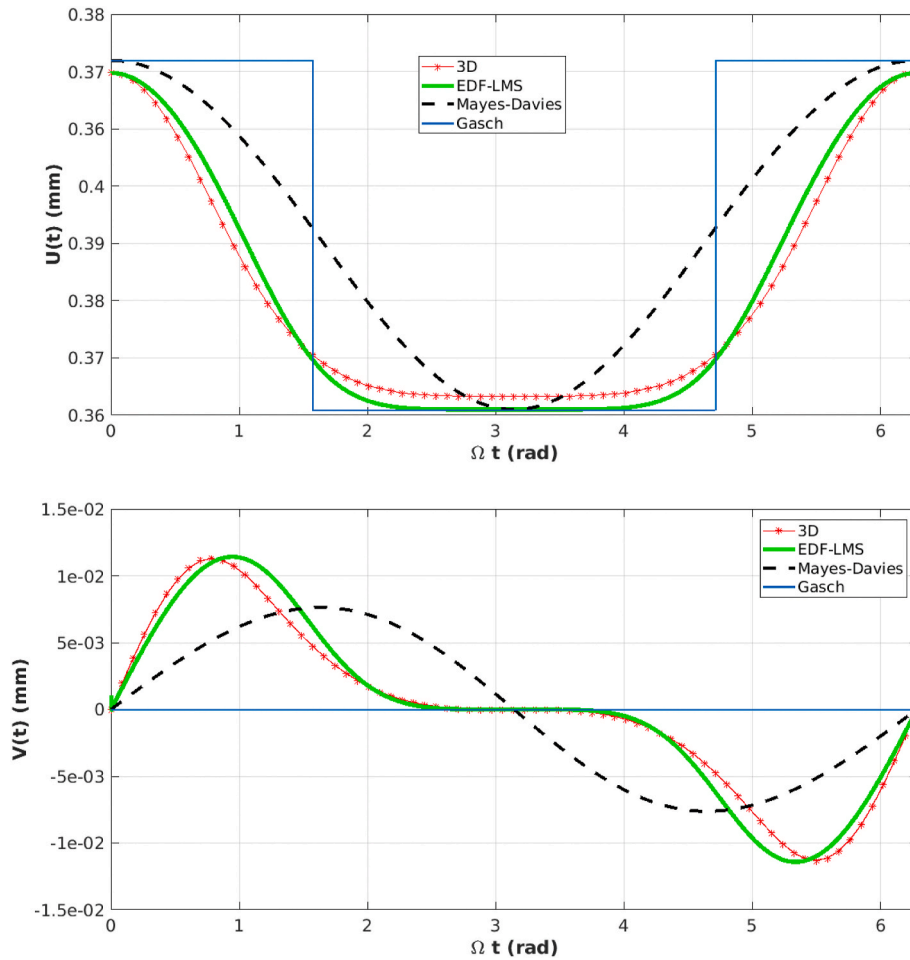 0.38
0.37
0.36
0.4
0.39
0.38
0.37
0.36
U(t) (mm)
3D
EDF-LMS
Mayes-Davies
Gasch
0 1 2 3 4 5 6
Ω t (rad)
1.5e-02
1e-02
5e-03
0
-5e-03
-1e-02
-1.5e-02
V(t) (mm)
3D
EDF-LMS
Mayes-Davies
Gasch
0 1 2 3 4 5 6
Ω t (rad)